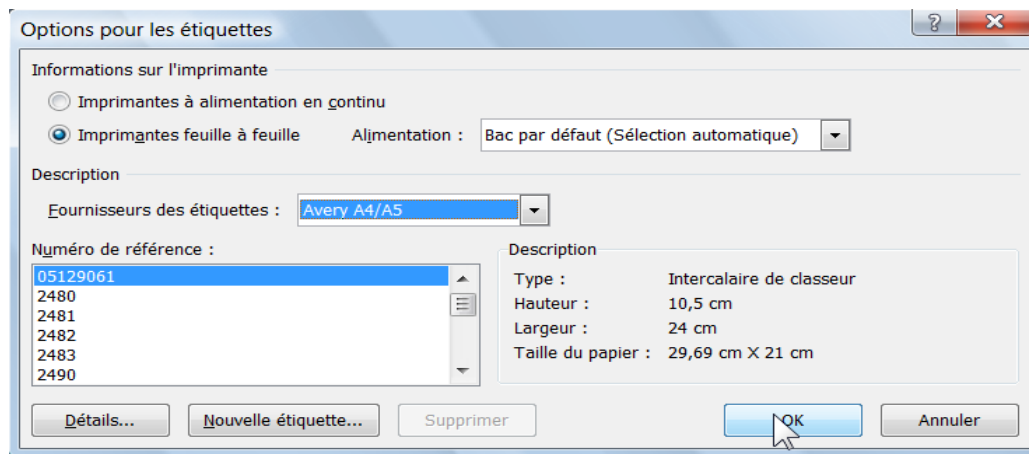 Options pour les étiquettes
Informations sur l'imprimante
Imprimantes à alimentation en continu
Imprimantes feuille à feuille Alimentation : Bac par défaut (Sélection automatique)
Description
Fournisseurs des étiquettes : Avery A4/A5
Numéro de référence :
05129061
2480
2481
2482
2483
2490
Description
Type : Intercalaire de classeur
Hauteur : 10,5 cm
Largeur : 24 cm
Taille du papier : 29,69 cm X 21 cm
Détails... Nouvelle étiquette... Supprimer OK Annuler